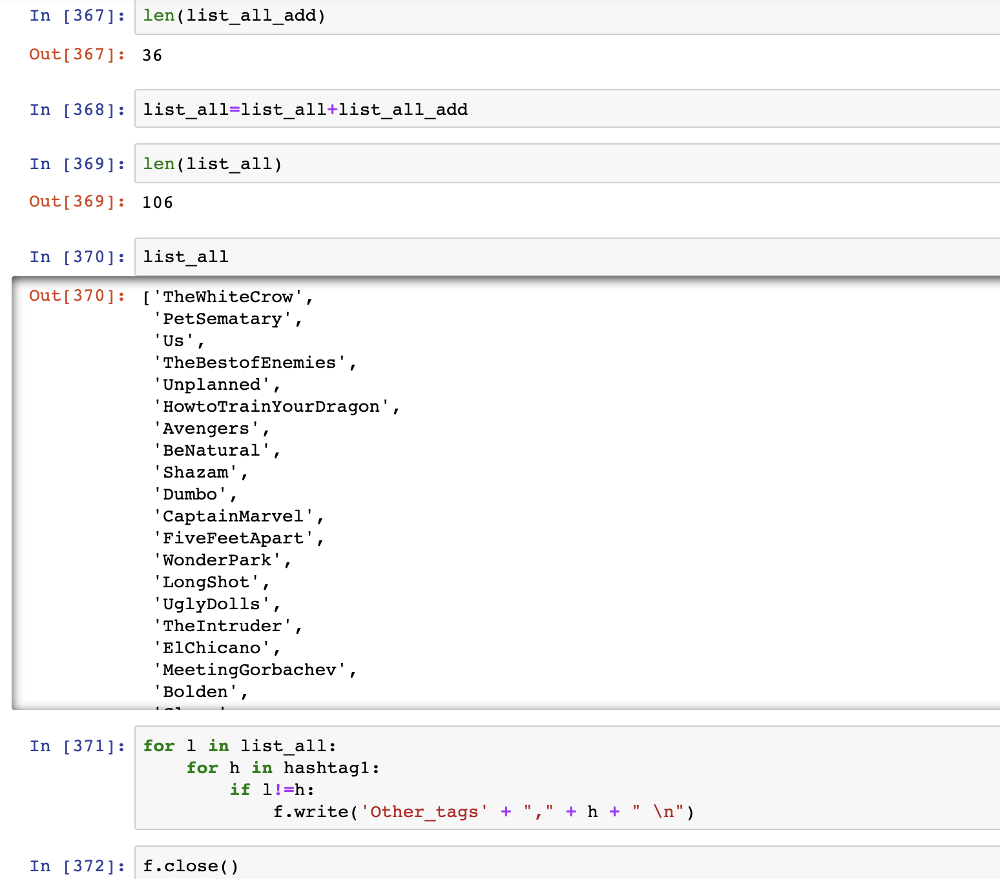 In [367]: len(list_all_add)
Out[367]: 36
In [368]: list_all=list_all+list_all_add
In [369]: len(list_all)
Out[369]: 106
In [370]: list_all
Out[370]: ['TheWhiteCrow',
'PetSematary',
'Us',
'TheBestofEnemies',
'Unplanned',
'HowtoTrainYourDragon',
'Avengers',
'BeNatural',
'Shazam',
'Dumbo',
'CaptainMarvel',
'FiveFeetApart',
'WonderPark',
'LongShot',
'UglyDolls',
'TheIntruder',
'ElChicano',
'MeetingGorbachev',
'Bolden',
In [371]: for l in list_all:
for h in hashtag1:
if l!=h:
f.write('Other_tags' + "," + h + " \n")
In [372]: f.close()